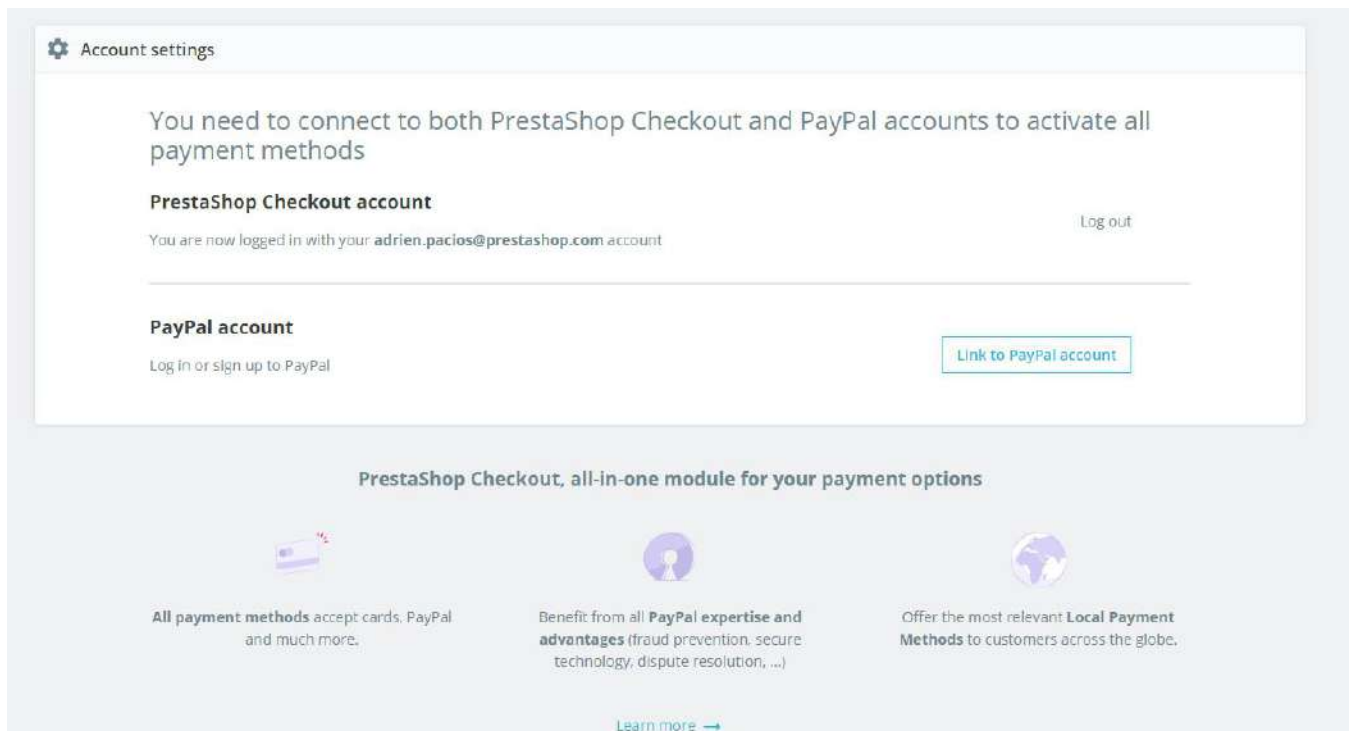 Account settings
You need to connect to both PrestaShop Checkout and PayPal accounts to activate all
payment methods
PrestaShop Checkout account
You are now logged in with your adrien.pacios@prestashop.com account
Log out
PayPal account
Log in or sign up to PayPal
Link to PayPal account
PrestaShop Checkout, all-in-one module for your payment options
All payment methods accept cards, PayPal
and much more.
Benefit from all PayPal expertise and
advantages (fraud prevention, secure
technology, dispute resolution, ...)
Offer the most relevant Local Payment
Methods to customers across the globe.
Learn more →